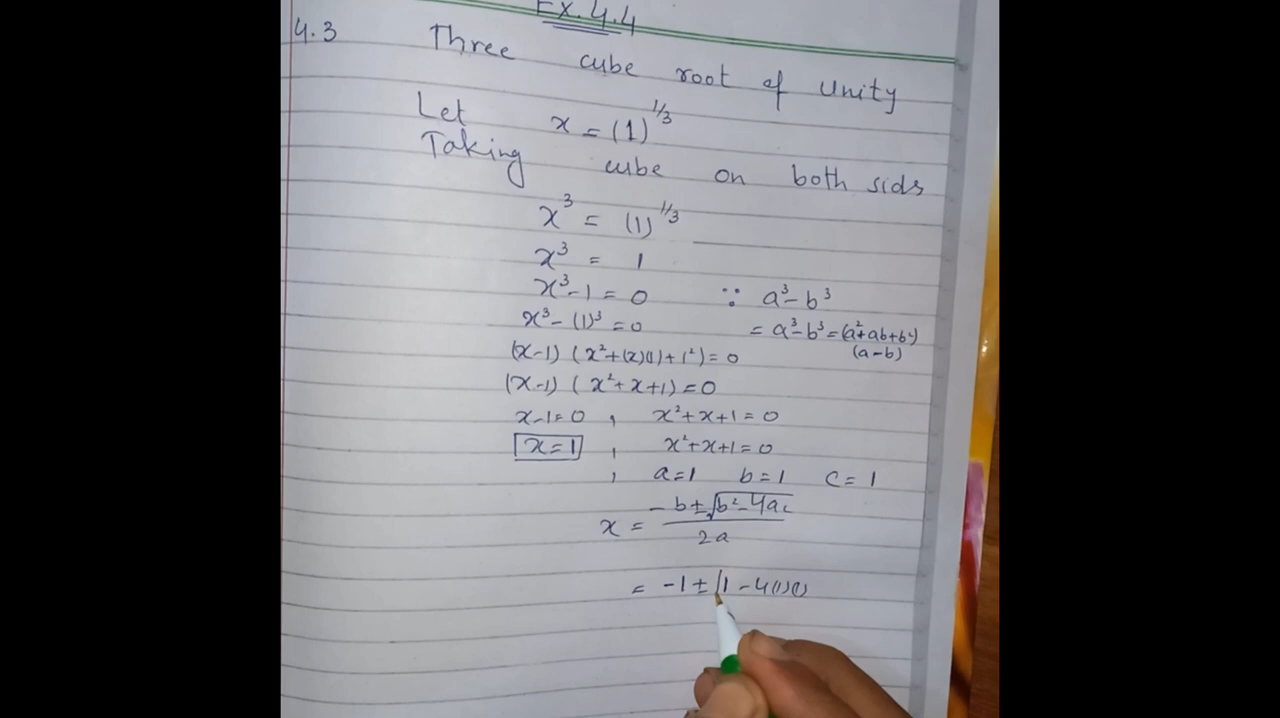 Ex. 4.4
4.3 Three cube root of unity
Let x = (1)^1/3
Taking cube on both sids
x^3 = (1)^1/3
x^3 = 1
x^3 - 1 = 0 ∵ a^3 - b^3
x^3 - (1)^3 = 0 = a^3 - b^3 = (a^2 + ab + b^2)
(a - b)
(x-1) (x^2 + (x)(1) + 1^2) = 0
(x-1) (x^2 + x + 1) = 0
x - 1 = 0 , x^2 + x + 1 = 0
x = 1 , x^2 + x + 1 = 0
, a = 1 b = 1 c = 1
x = -b ± √b^2 - 4ac / 2a
= -1 ± √1 - 4(1)(1)